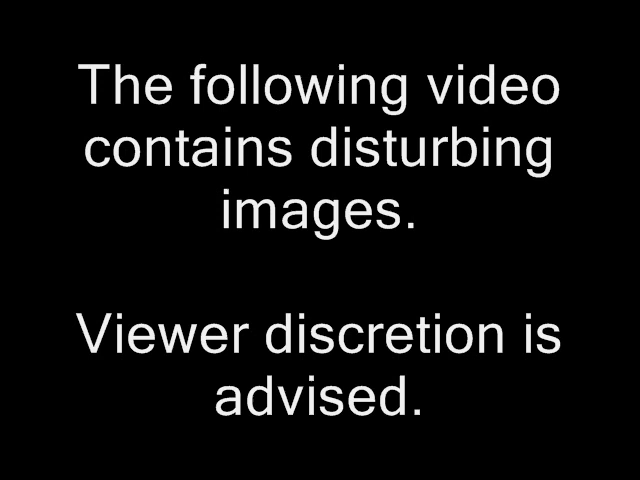 The following video
contains disturbing
images.
Viewer discretion is
advised.